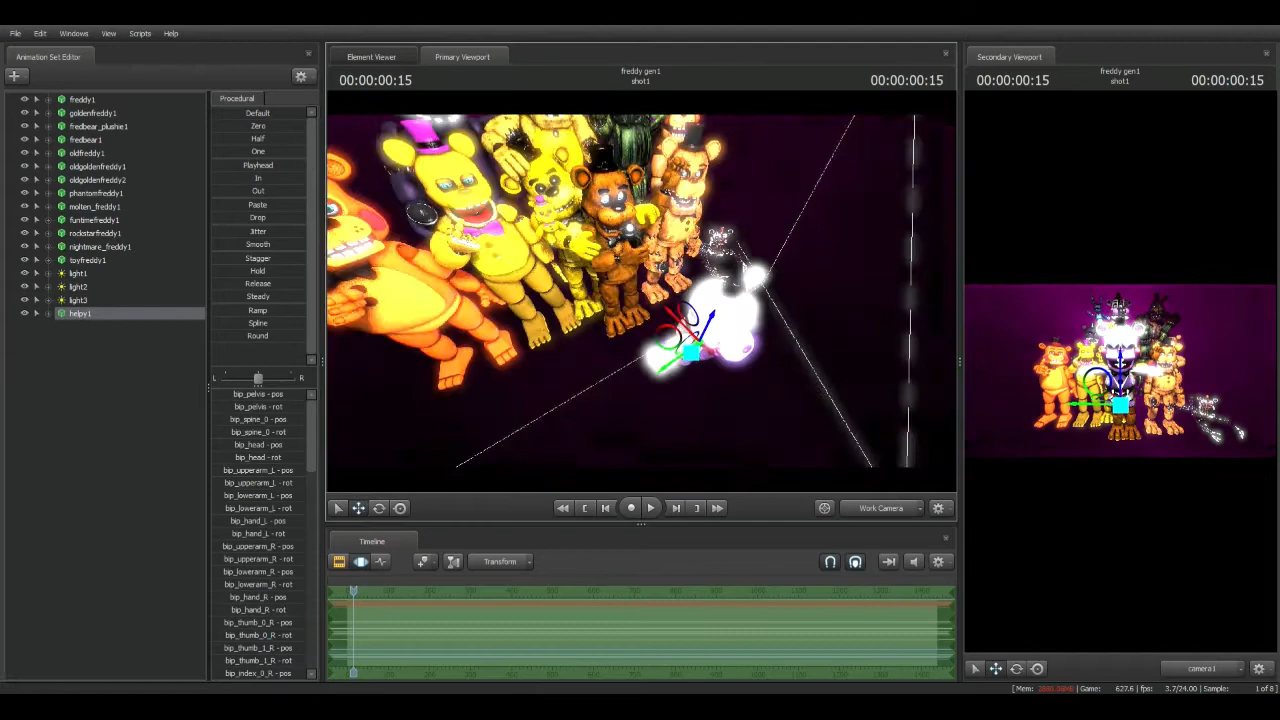 File Edit Windows View Scripts Help
Animation Set Editor
freddy1
goldenfreddy1
fredbear_plushie1
fredbear1
oldfreddy1
oldgoldenfreddy1
oldgoldenfreddy2
phantomfreddy1
molten_freddy1
funtimefreddy1
rockstarfreddy1
nightmare_freddy1
toyfreddy1
light1
light2
light3
helpy1
Procedural
Default
Zero
Half
One
Playhead
In
Out
Paste
Drop
Jitter
Smooth
Stagger
Hold
Release
Steady
Ramp
Spline
Round
L R
bip_pelvis - pos
bip_pelvis - rot
bip_spine_0 - pos
bip_spine_0 - rot
bip_head - pos
bip_head - rot
bip_upperarm_L - pos
bip_upperarm_L - rot
bip_lowerarm_L - pos
bip_lowerarm_L - rot
bip_hand_L - pos
bip_hand_L - rot
bip_upperarm_R - pos
bip_upperarm_R - rot
bip_lowerarm_R - pos
bip_lowerarm_R - rot
bip_hand_R - pos
bip_hand_R - rot
bip_thumb_0_R - pos
bip_thumb_0_R - rot
bip_thumb_1_R - pos
bip_thumb_1_R - rot
bip_index_0_R - pos
Element Viewer Primary Viewport
freddy gen1
00:00:00:15 shot1 00:00:00:15
Work Camera
Timeline
Transform
Secondary Viewport
freddy gen1
00:00:00:15 shot1 00:00:00:15
camera1
Game: 627.6 fps: 3.7/24.00 Sample: 1 of 8